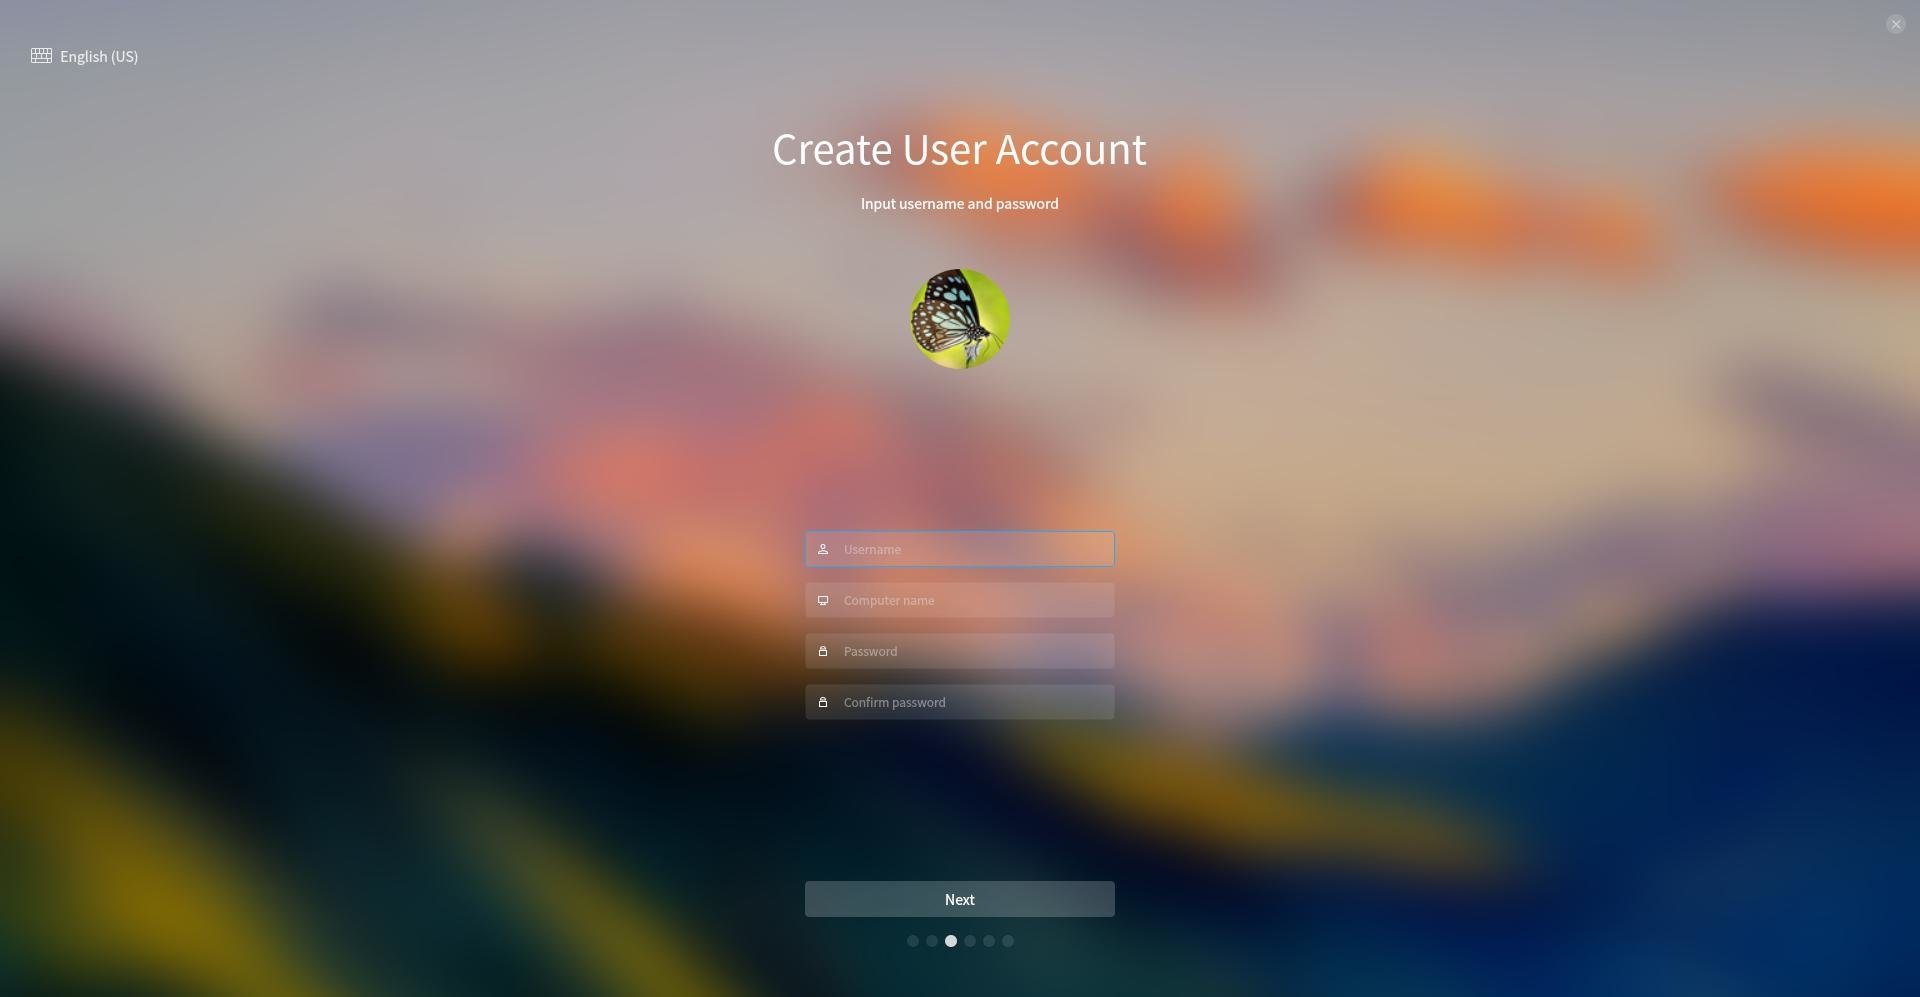 English (US)
Create User Account
Input username and password
Username
Computer name
Password
Confirm password
Next